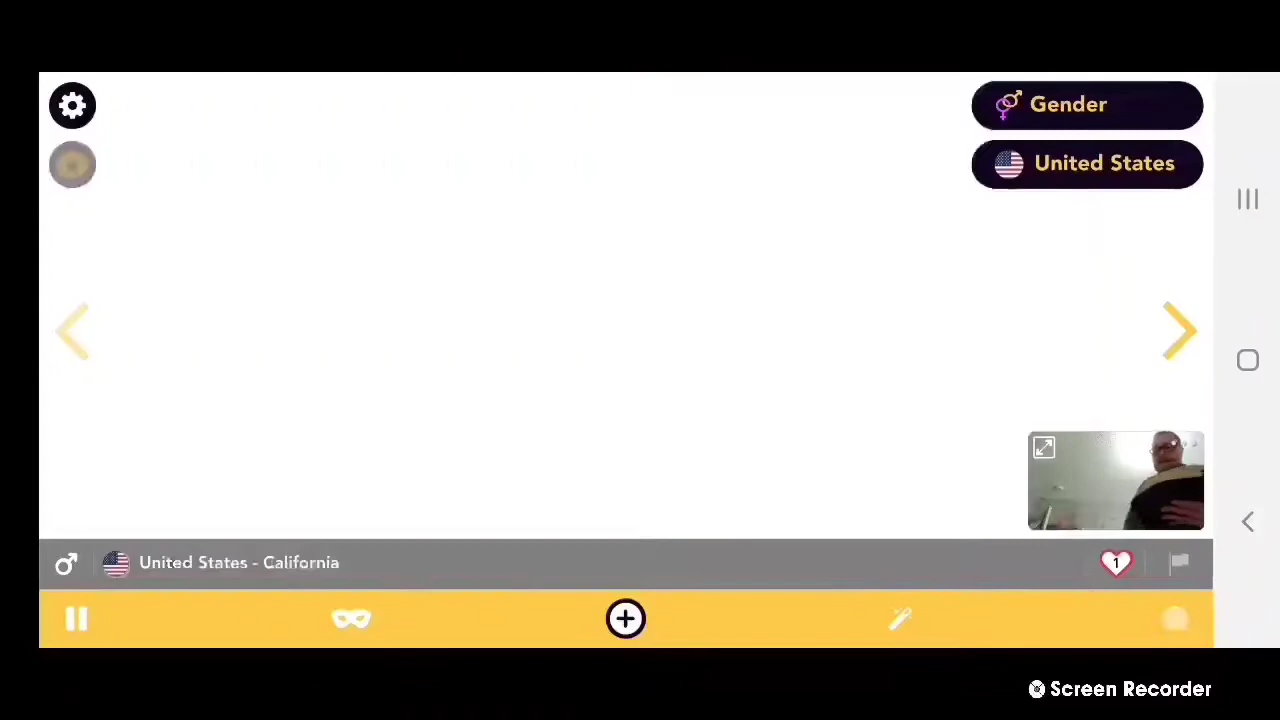 Gender
United States
United States - California
1
Screen Recorder